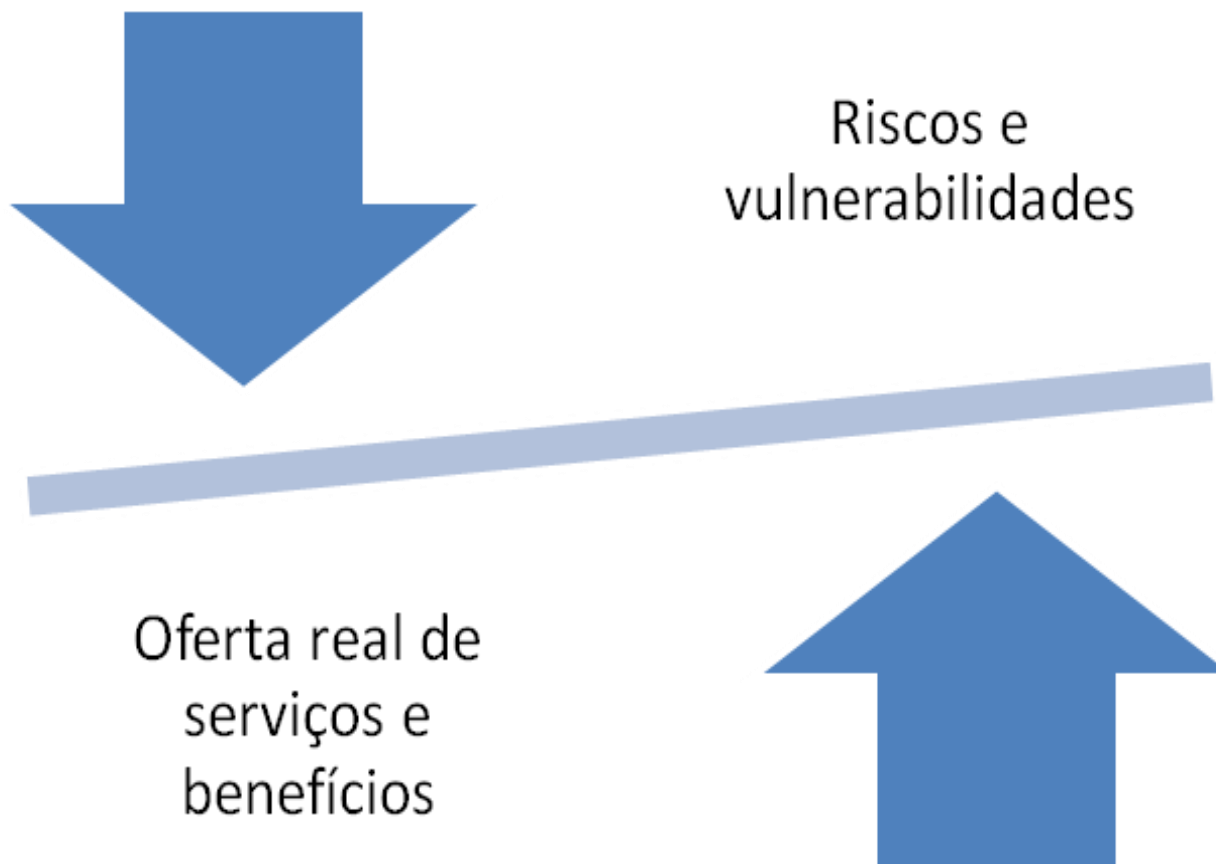 Riscos e
vulnerabilidades
Oferta real de
serviços e
benefícios